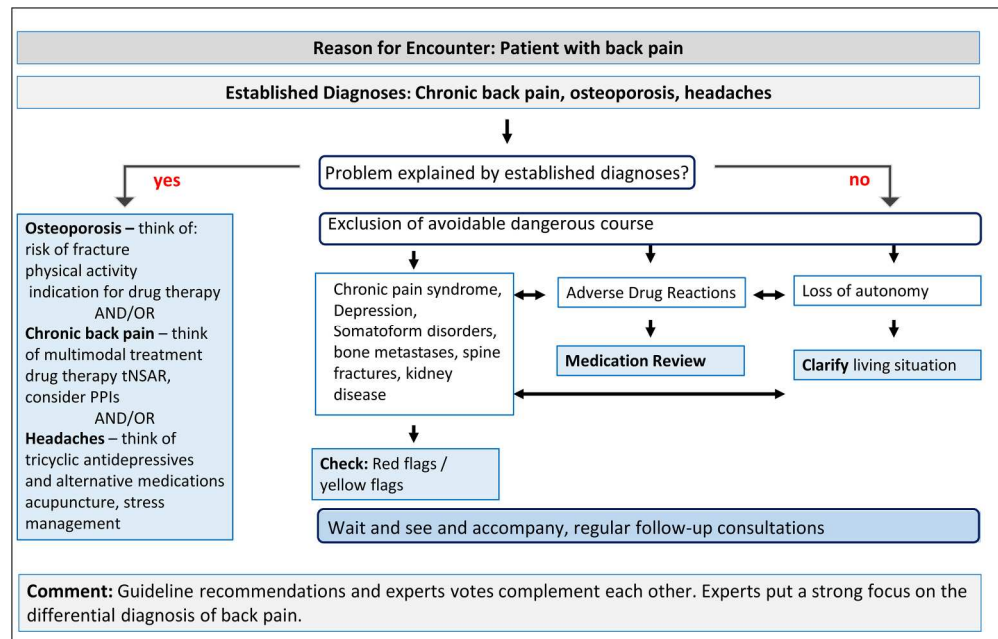 Reason for Encounter: Patient with back pain
Established Diagnoses: Chronic back pain, osteoporosis, headaches
Problem explained by established diagnoses?
yes
no
Osteoporosis – think of:
risk of fracture
physical activity
indication for drug therapy
AND/OR
Chronic back pain – think
of multimodal treatment
drug therapy tNSAR,
consider PPIs
AND/OR
Headaches – think of
tricyclic antidepressives
and alternative medications
acupuncture, stress
management
Exclusion of avoidable dangerous course
Chronic pain syndrome,
Depression,
Somatoform disorders,
bone metastases, spine
fractures, kidney
disease
Adverse Drug Reactions
Loss of autonomy
Medication Review
Clarify living situation
Check: Red flags /
yellow flags
Wait and see and accompany, regular follow-up consultations
Comment: Guideline recommendations and experts votes complement each other. Experts put a strong focus on the
differential diagnosis of back pain.